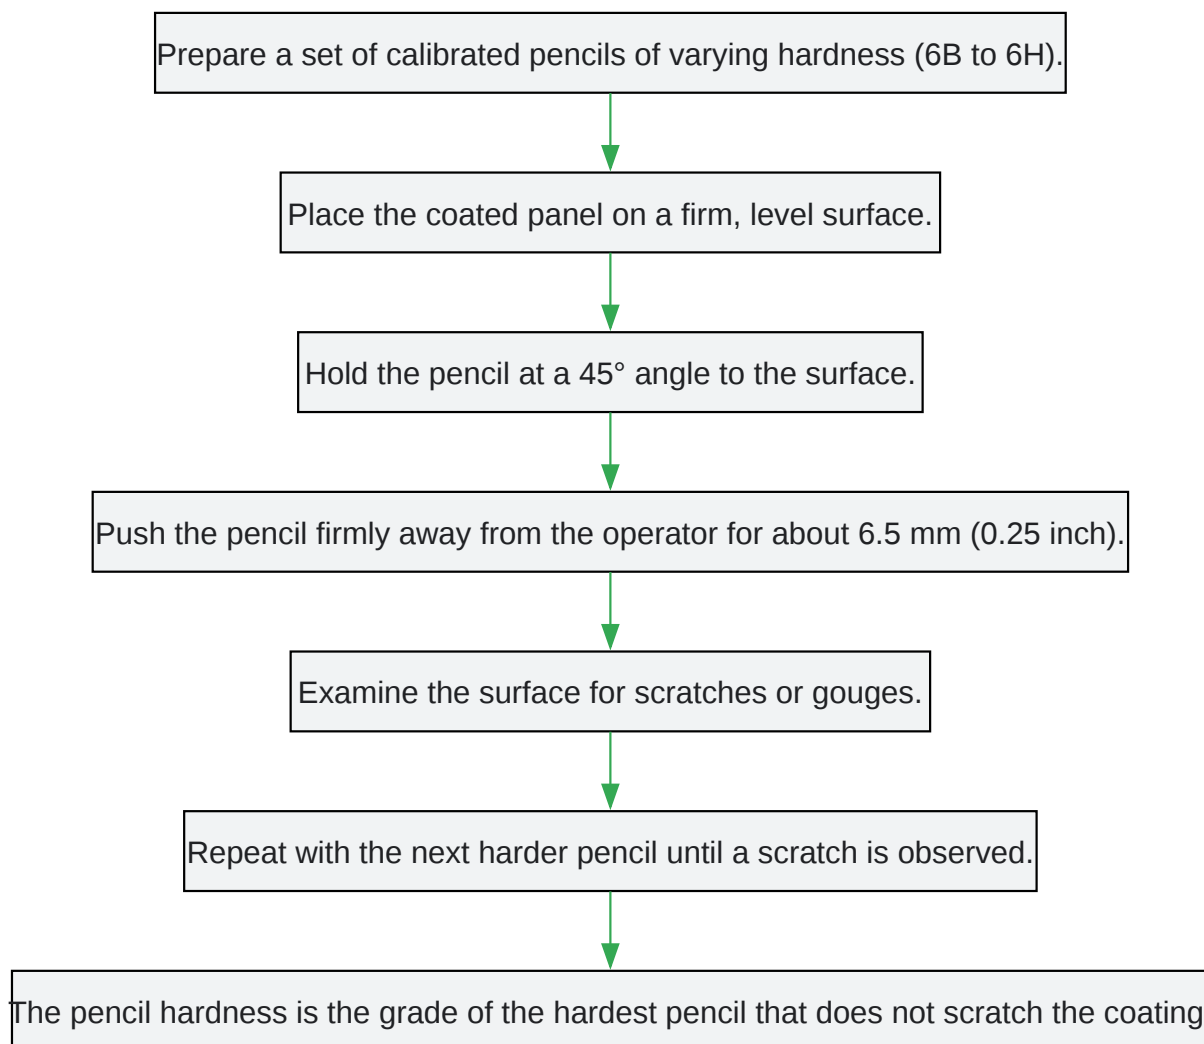 Prepare a set of calibrated pencils of varying hardness (6B to 6H).
Place the coated panel on a firm, level surface.
Hold the pencil at a 45° angle to the surface.
Push the pencil firmly away from the operator for about 6.5 mm (0.25 inch).
Examine the surface for scratches or gouges.
Repeat with the next harder pencil until a scratch is observed.
The pencil hardness is the grade of the hardest pencil that does not scratch the coating